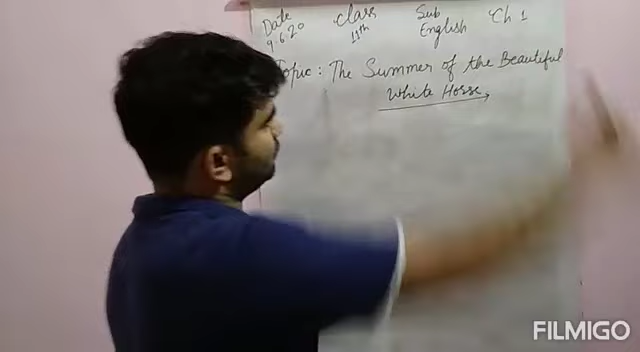 Date class Sub Ch 1
9.6.20 11th English
Topic : The Summer of the Beautiful
White Horse
FILMIGO